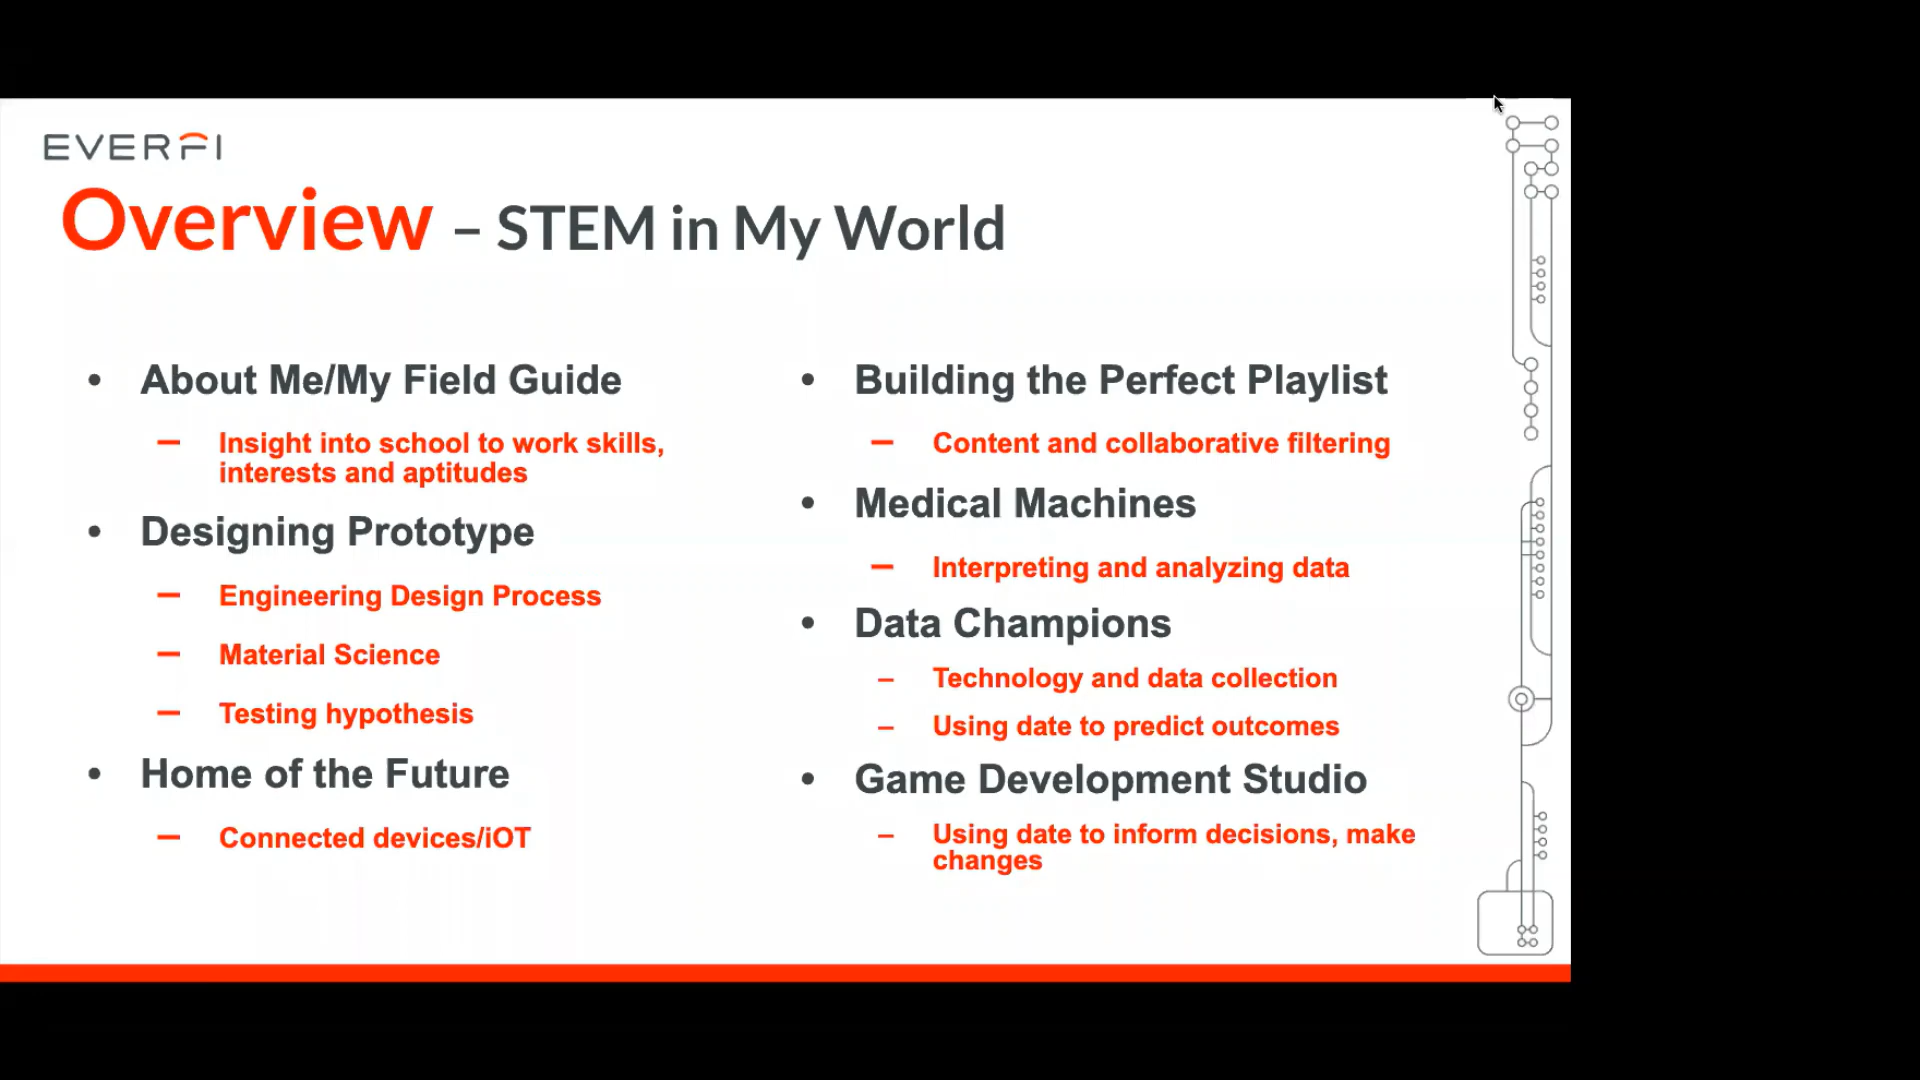 EVERFI
Overview – STEM in My World
• About Me/My Field Guide
– Insight into school to work skills,
interests and aptitudes
• Designing Prototype
– Engineering Design Process
– Material Science
– Testing hypothesis
• Home of the Future
– Connected devices/iOT
• Building the Perfect Playlist
– Content and collaborative filtering
• Medical Machines
– Interpreting and analyzing data
• Data Champions
– Technology and data collection
– Using date to predict outcomes
• Game Development Studio
– Using date to inform decisions, make
changes